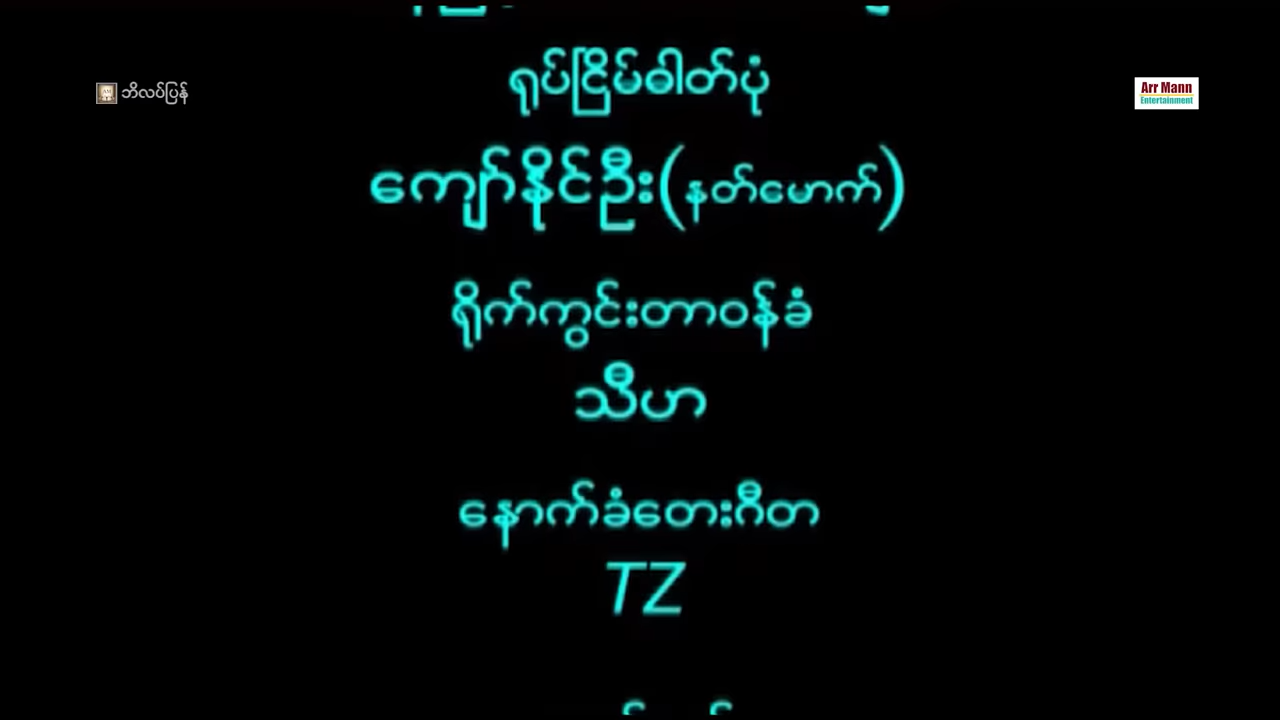 ရုပ်ငြိမ်ဓါတ်ပုံ
ဘိလပ်ပြန်
Arr Mann
Entertainment
ကျော်နိုင်ဦး(နတ်မောက်)
ရိုက်ကွင်းတာဝန်ခံ
သီဟ
နောက်ခံတေးဂီတ
TZ